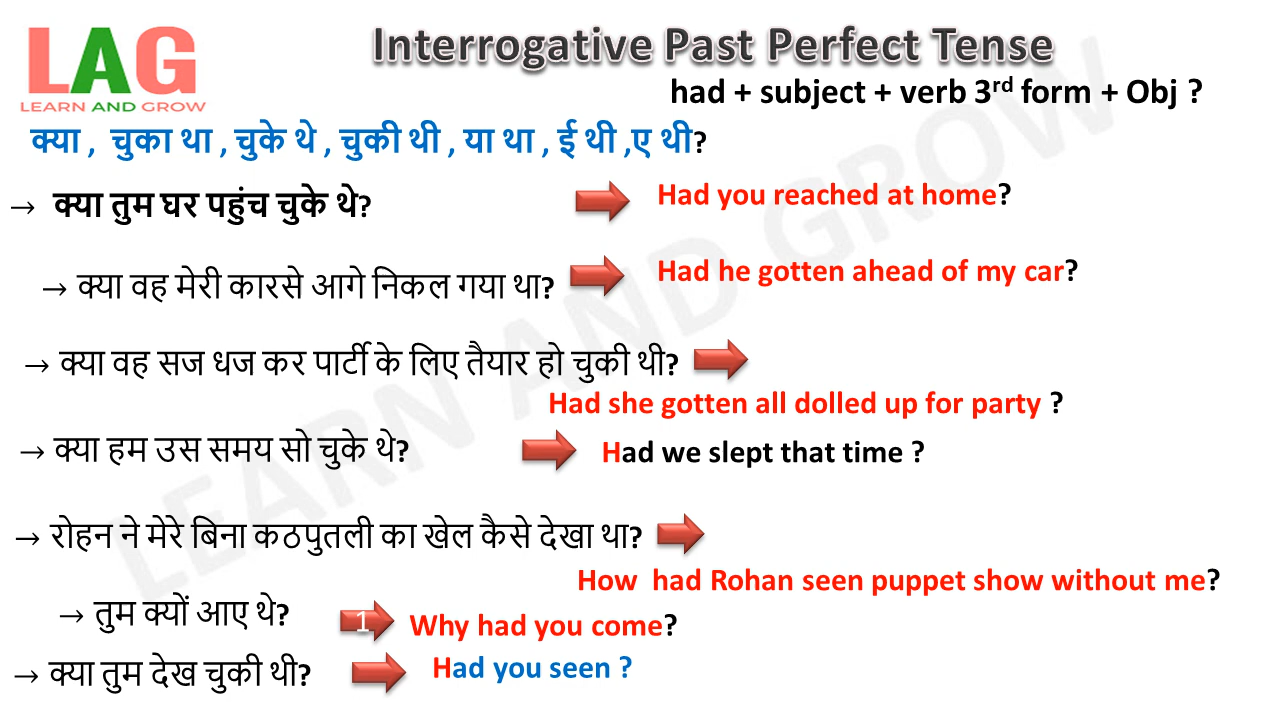 LAG
LEARN AND GROW
Interrogative Past Perfect Tense
had + subject + verb 3rd form + Obj ?
क्या , चुका था , चुके थे , चुकी थी , या था , ई थी ,ए थी?
→ क्या तुम घर पहुंच चुके थे?
Had you reached at home?
→ क्या वह मेरी कारसे आगे निकल गया था?
Had he gotten ahead of my car?
→ क्या वह सज धज कर पार्टी के लिए तैयार हो चुकी थी?
Had she gotten all dolled up for party ?
→ क्या हम उस समय सो चुके थे?
Had we slept that time ?
→ रोहन ने मेरे बिना कठपुतली का खेल कैसे देखा था?
How had Rohan seen puppet show without me?
→ तुम क्यों आए थे?
1
Why had you come?
→ क्या तुम देख चुकी थी?
Had you seen ?
LEARN AND GROW